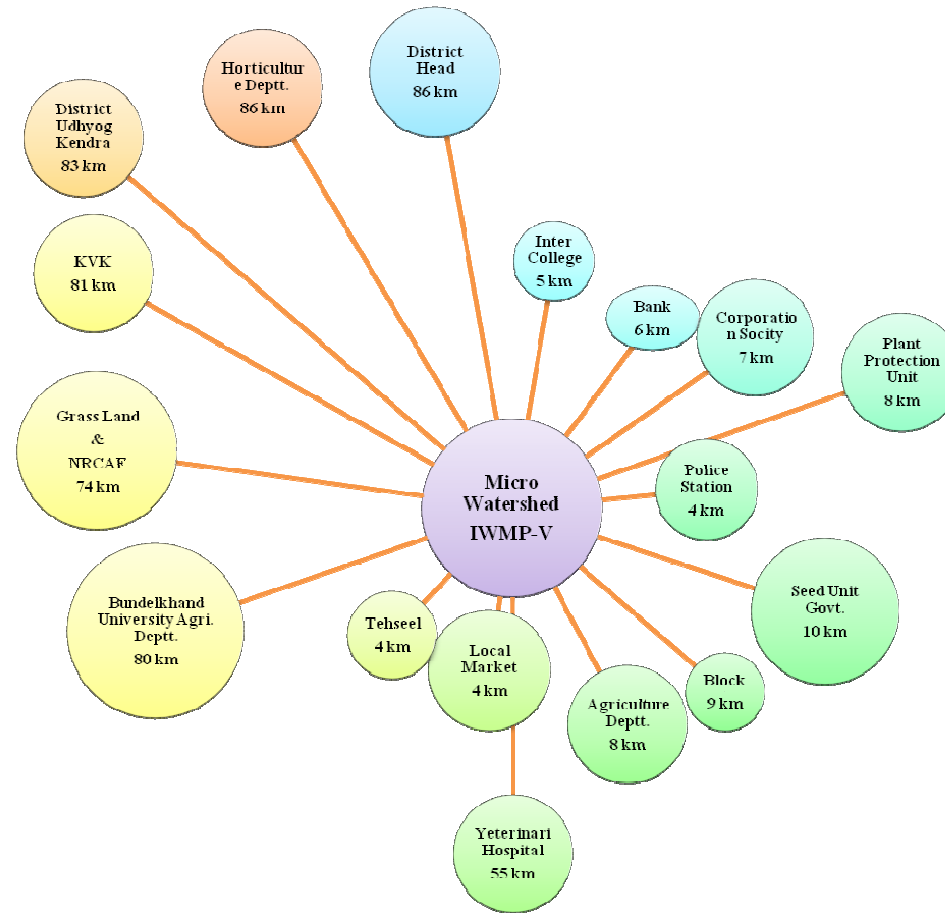 District
Head
86 km
Horticultur
e Deptt.
86 km
District
Udhyog
Kendra
83 km
KVK
81 km
Grass Land
&
NRCAF
74 km
Bundelkhand
University Agri.
Deptt.
80 km
Inter
College
5 km
Bank
6 km
Corporatio
n Socity
7 km
Plant
Protection
Unit
8 km
Police
Station
4 km
Micro
Watershed
IWMP-V
Seed Unit
Govt.
10 km
Block
9 km
Agriculture
Deptt.
8 km
Tehseel
4 km
Local
Market
4 km
Yeterinari
Hospital
55 km